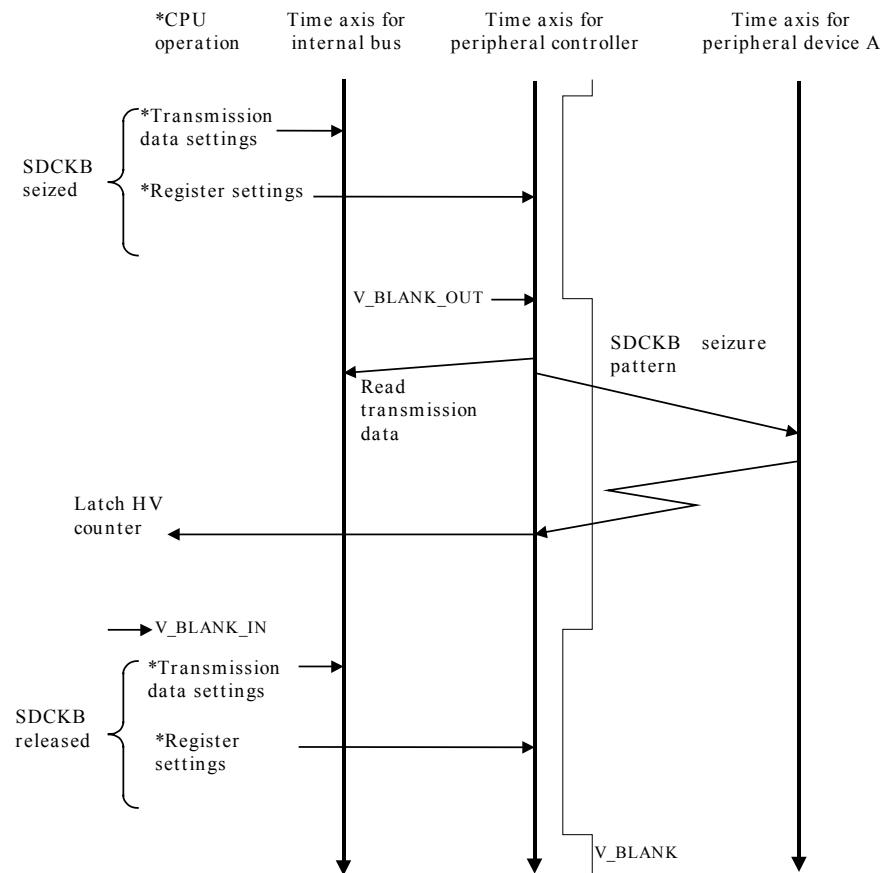 *CPU
operation
Time axis for
internal bus
Time axis for
peripheral controller
Time axis for
peripheral device A
*Transmission
data settings
SDCKB
seized
*Register settings
V_BLANK_OUT
SDCKB seizure
pattern
Read
transmission
data
Latch HV
counter
V_BLANK_IN
*Transmission
data settings
SDCKB
released
*Register
settings
V_BLANK